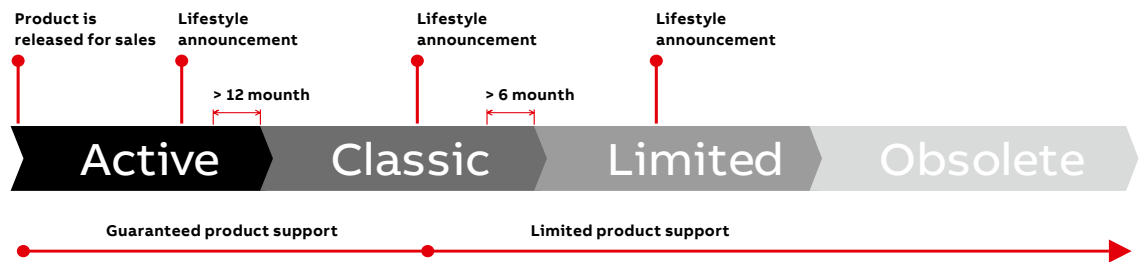 Product is
released for sales
Lifestyle
announcement
Lifestyle
announcement
Lifestyle
announcement
> 12 mounth
> 6 mounth
Active
Classic
Limited
Obsolete
Guaranteed product support
Limited product support